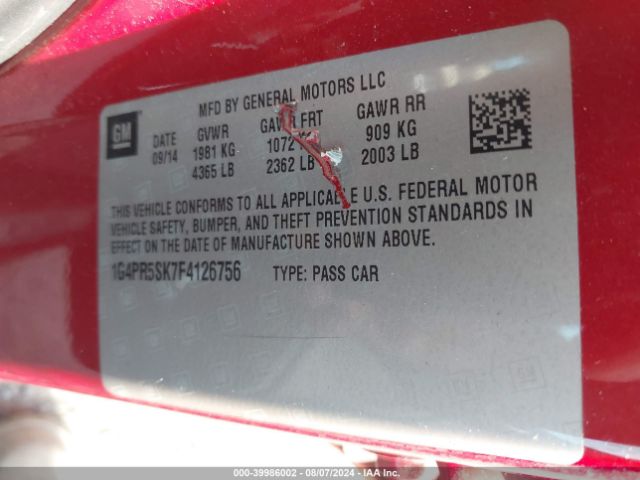 MFD BY GENERAL MOTORS LLC
GM
DATE GVWR GAWR FRT GAWR RR
09/14 1981 KG 1072 KG 909 KG
4365 LB 2362 LB 2003 LB
THIS VEHICLE CONFORMS TO ALL APPLICABLE U.S. FEDERAL MOTOR
VEHICLE SAFETY, BUMPER, AND THEFT PREVENTION STANDARDS IN
EFFECT ON THE DATE OF MANUFACTURE SHOWN ABOVE.
1G4PR5SK7F4126756 TYPE: PASS CAR
000-39986002 - 08/07/2024 - IAA Inc.